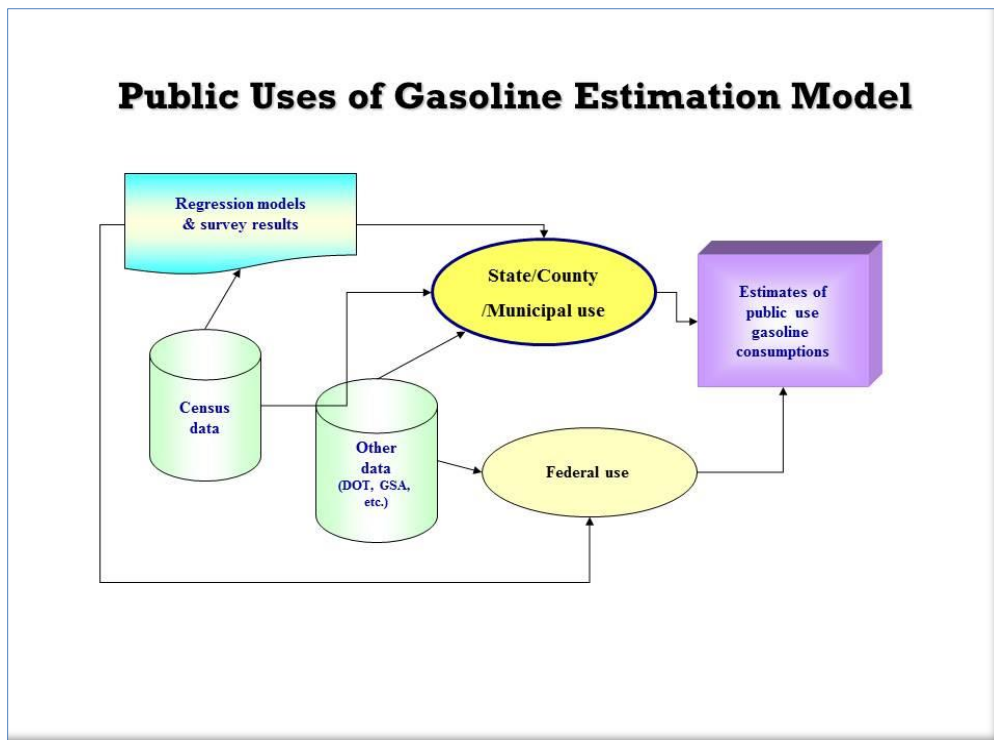 Public Uses of Gasoline Estimation Model
Regression models
& survey results
State/County
/Municipal use
Estimates of
public use
gasoline
consumptions
Census
data
Other
data
(DOT, GSA,
etc.)
Federal use